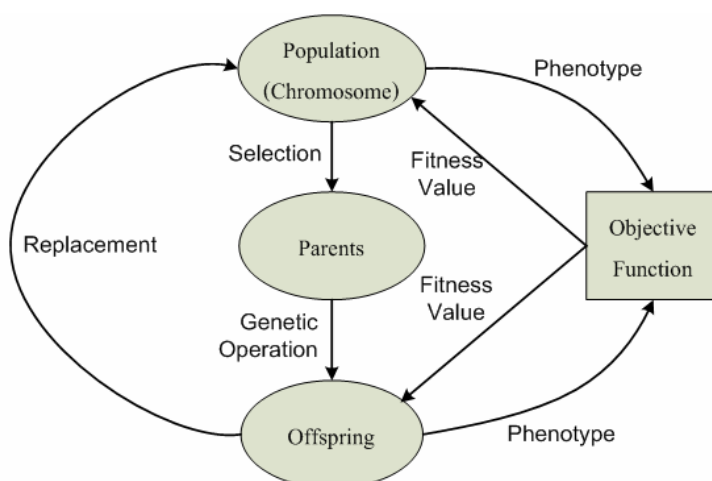 Population
(Chromosome)
Phenotype
Selection
Fitness
Value
Objective
Function
Replacement
Parents
Fitness
Value
Genetic
Operation
Offspring
Phenotype